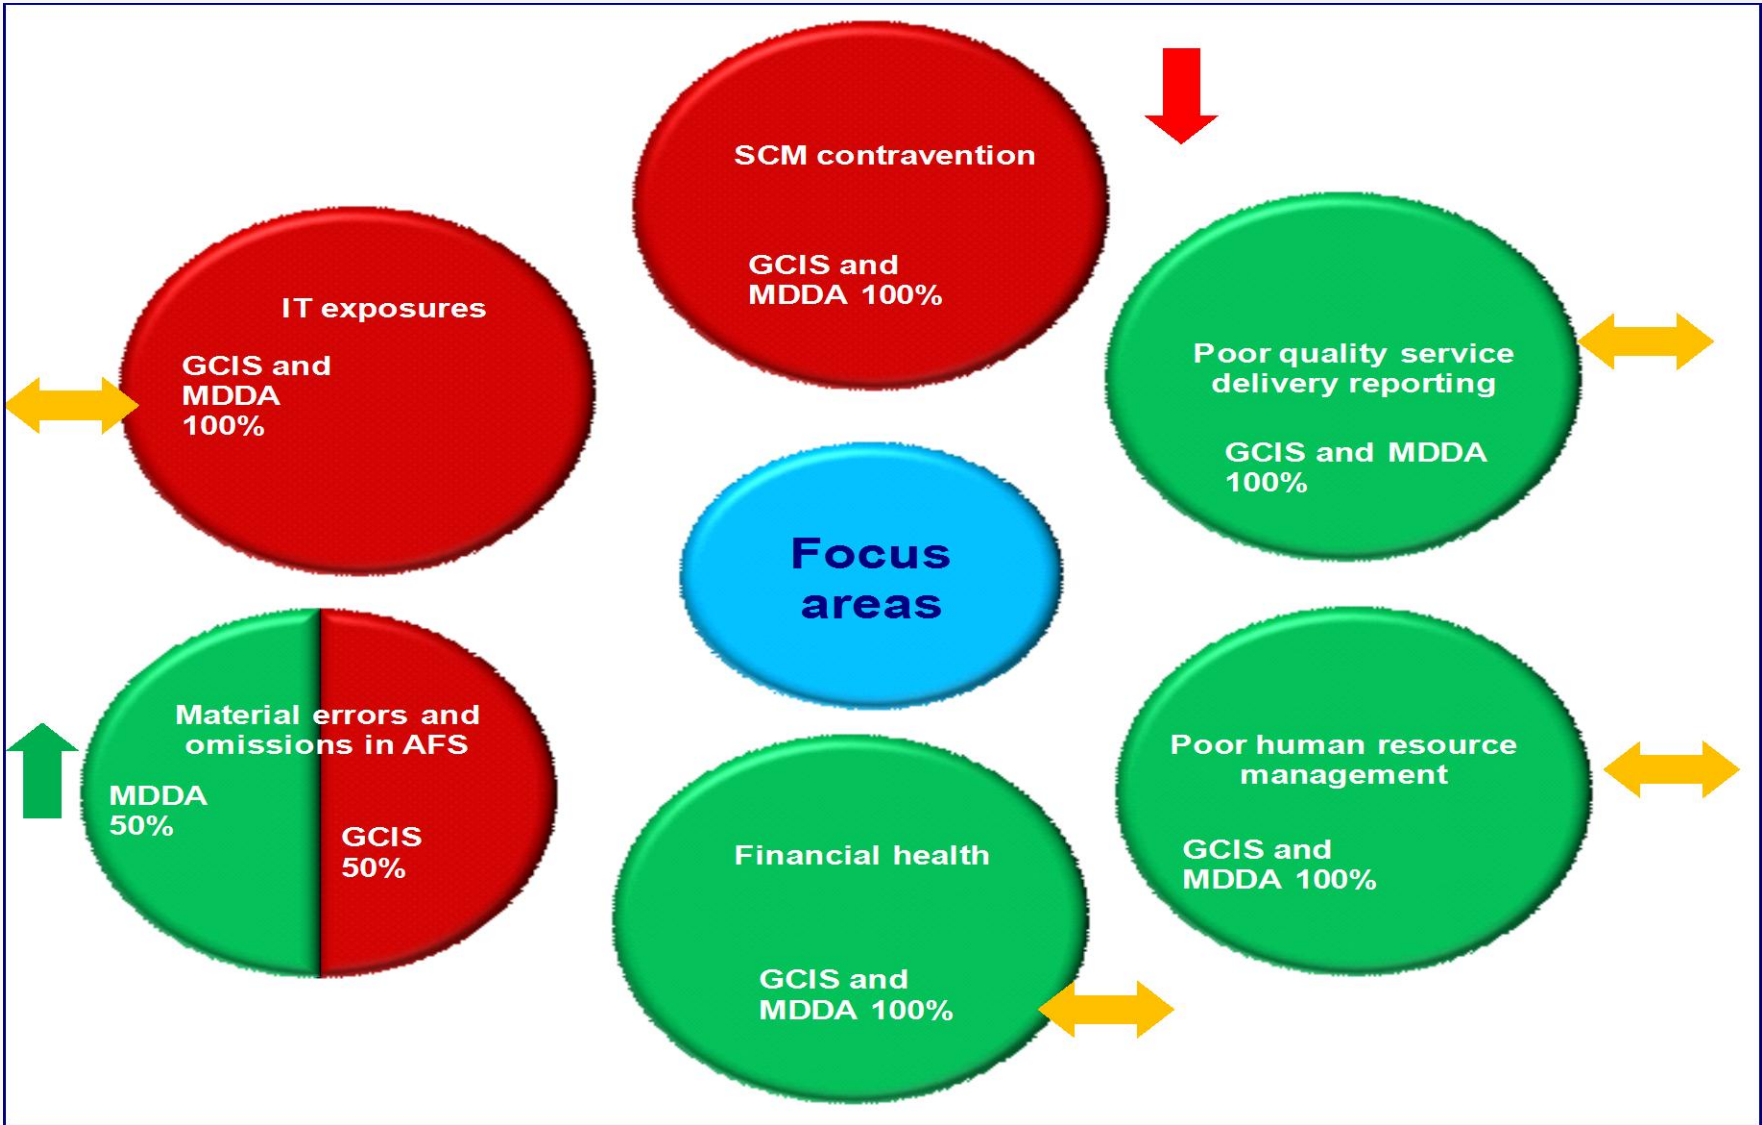 SCM contravention
GCIS and
MDDA 100%
IT exposures
GCIS and
MDDA
100%
Poor quality service
delivery reporting
GCIS and MDDA
100%
Focus
areas
Material errors and
omissions in AFS
MDDA
50%
GCIS
50%
Financial health
GCIS and
MDDA 100%
Poor human resource
management
GCIS and
MDDA 100%